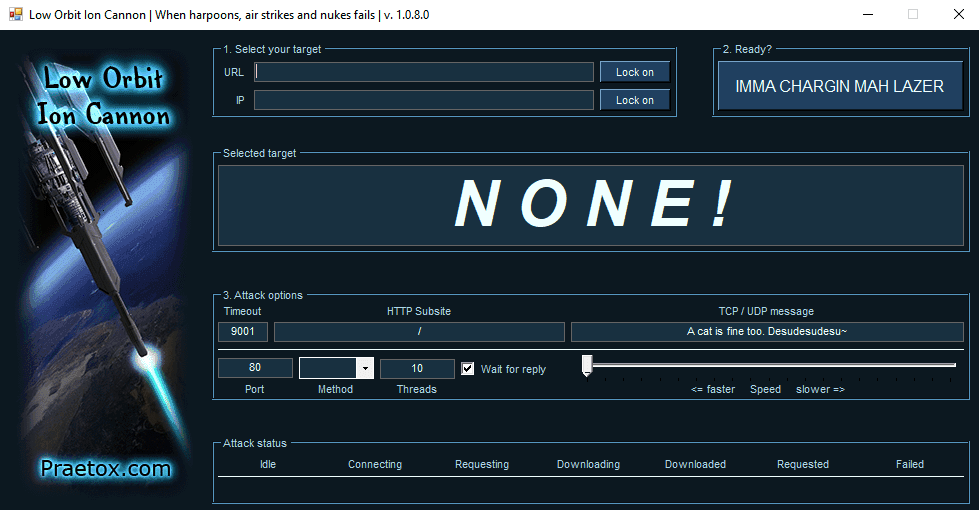 Low Orbit Ion Cannon | When harpoons, air strikes and nukes fails | v. 1.0.8.0
Low Orbit
Ion Cannon
Praetox.com
1. Select your target
URL Lock on
IP Lock on
2. Ready?
IMMA CHARGIN MAH LAZER
Selected target
N O N E !
3. Attack options
Timeout HTTP Subsite TCP / UDP message
9001 / A cat is fine too. Desudesudesu~
80 10 Wait for reply
Port Method Threads <= faster Speed slower =>
Attack status
Idle Connecting Requesting Downloading Downloaded Requested Failed